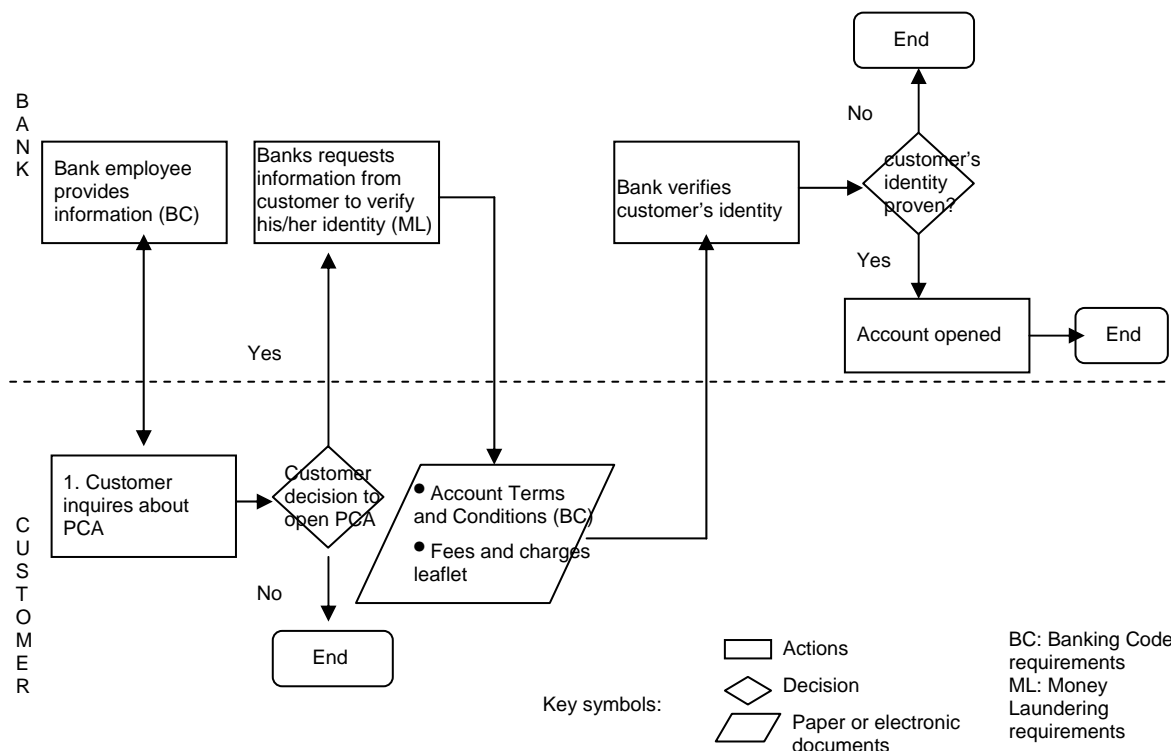 End
BANK
No
Bank employee
provides
information (BC)
Banks requests
information from
customer to verify
his/her identity (ML)
Bank verifies
customer’s identity
customer’s
identity
proven?
Yes
Account opened
End
Yes
1. Customer
inquires about
PCA
Customer
decision to
open PCA
● Account Terms
and Conditions (BC)
● Fees and charges
leaflet
CUSTOMER
No
End
Key symbols:
Actions
Decision
Paper or electronic
documents
BC: Banking Code
requirements
ML: Money
Laundering
requirements